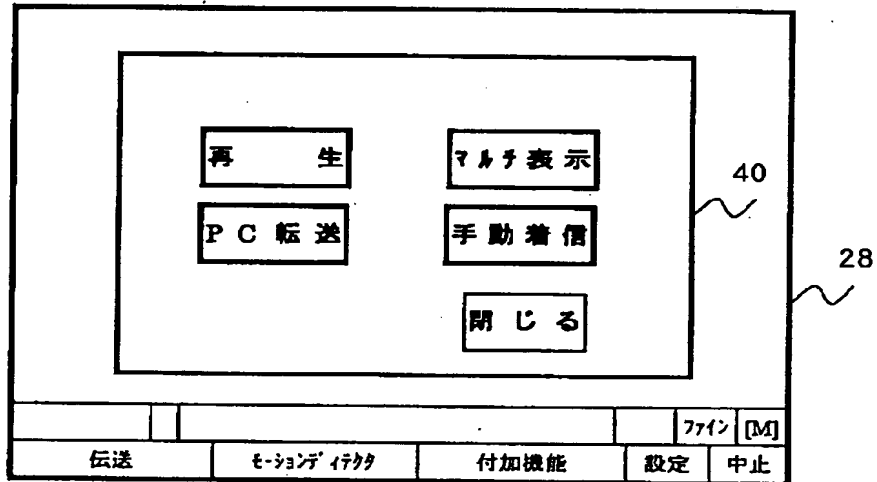 再生
マルチ表示
40
PC転送
手動着信
28
閉じる
ファイン [M]
伝送 モーションディテクタ 付加機能 設定 中止